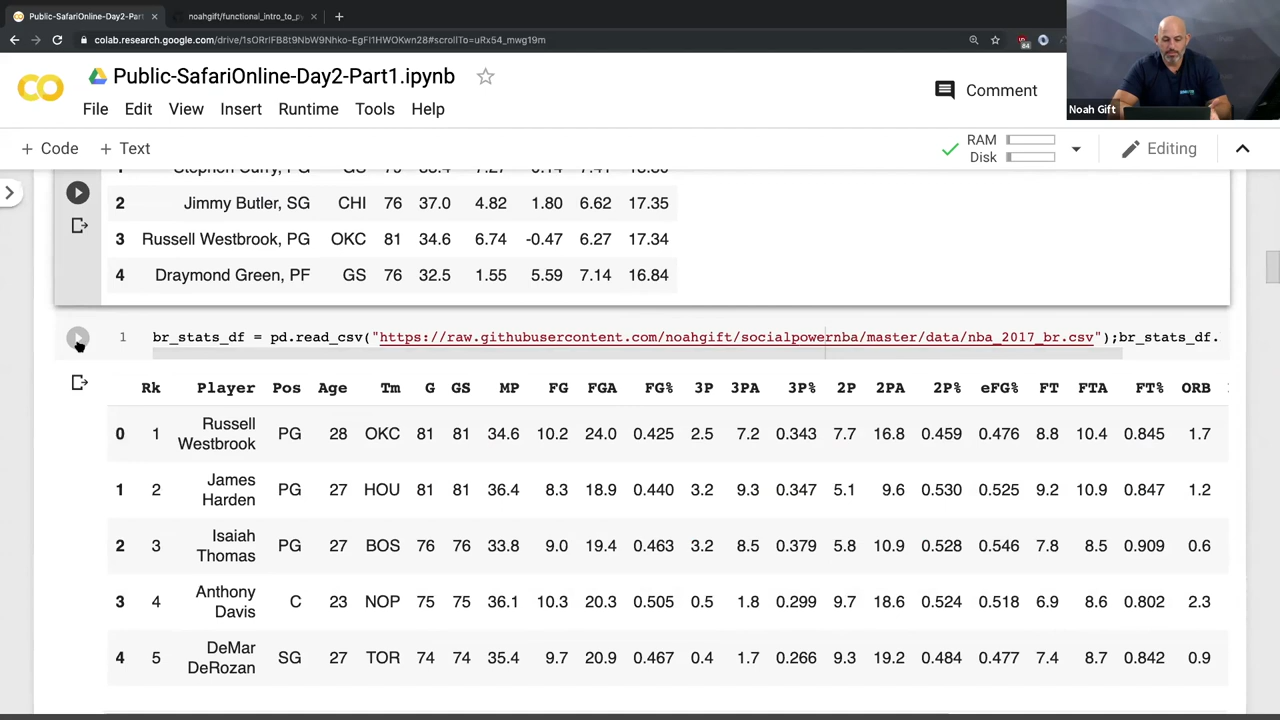 Public-SafariOnline-Day2-Part
noahgift/functional_intro_to_p
colab.research.google.com/drive/1sORrlFB8t9NbW9Nhko-EgFl1HWOKwn28#scrollTo=uRx54_mwg19m
Noah Gift
CO Public-SafariOnline-Day2-Part1.ipynb
Comment
File Edit View Insert Runtime Tools Help
+ Code + Text
RAM
Disk
Editing
2 Jimmy Butler, SG CHI 76 37.0 4.82 1.80 6.62 17.35
3 Russell Westbrook, PG OKC 81 34.6 6.74 -0.47 6.27 17.34
4 Draymond Green, PF GS 76 32.5 1.55 5.59 7.14 16.84
1 br_stats_df = pd.read_csv("https://raw.githubusercontent.com/noahgift/socialpowernba/master/data/nba_2017_br.csv");br_stats_df.
Rk Player Pos Age Tm G GS MP FG FGA FG% 3P 3PA 3P% 2P 2PA 2P% eFG% FT FTA FT% ORB
0 1 Russell Westbrook PG 28 OKC 81 81 34.6 10.2 24.0 0.425 2.5 7.2 0.343 7.7 16.8 0.459 0.476 8.8 10.4 0.845 1.7
1 2 James Harden PG 27 HOU 81 81 36.4 8.3 18.9 0.440 3.2 9.3 0.347 5.1 9.6 0.530 0.525 9.2 10.9 0.847 1.2
2 3 Isaiah Thomas PG 27 BOS 76 76 33.8 9.0 19.4 0.463 3.2 8.5 0.379 5.8 10.9 0.528 0.546 7.8 8.5 0.909 0.6
3 4 Anthony Davis C 23 NOP 75 75 36.1 10.3 20.3 0.505 0.5 1.8 0.299 9.7 18.6 0.524 0.518 6.9 8.6 0.802 2.3
4 5 DeMar DeRozan SG 27 TOR 74 74 35.4 9.7 20.9 0.467 0.4 1.7 0.266 9.3 19.2 0.484 0.477 7.4 8.7 0.842 0.9